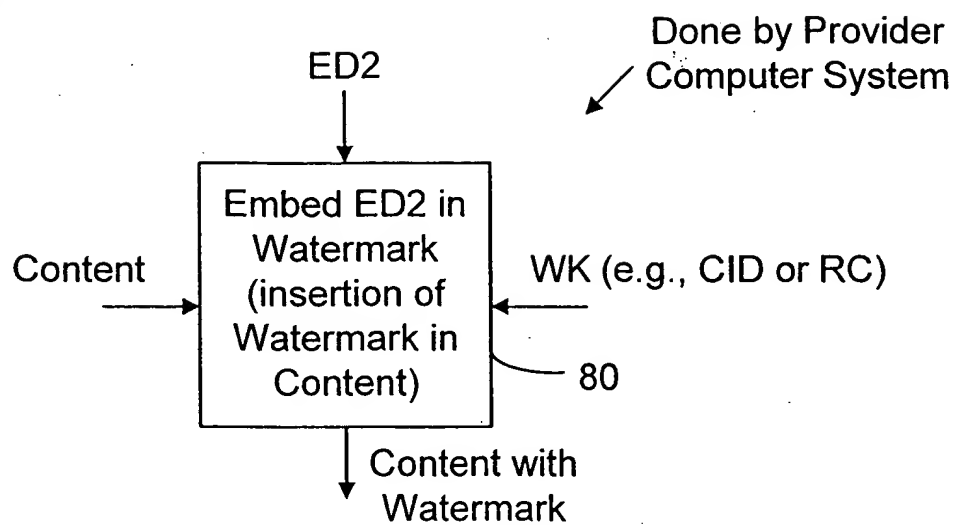 Done by Provider
Computer System
ED2
Embed ED2 in
Watermark
(insertion of
Watermark in
Content)
Content
WK (e.g., CID or RC)
80
Content with
Watermark